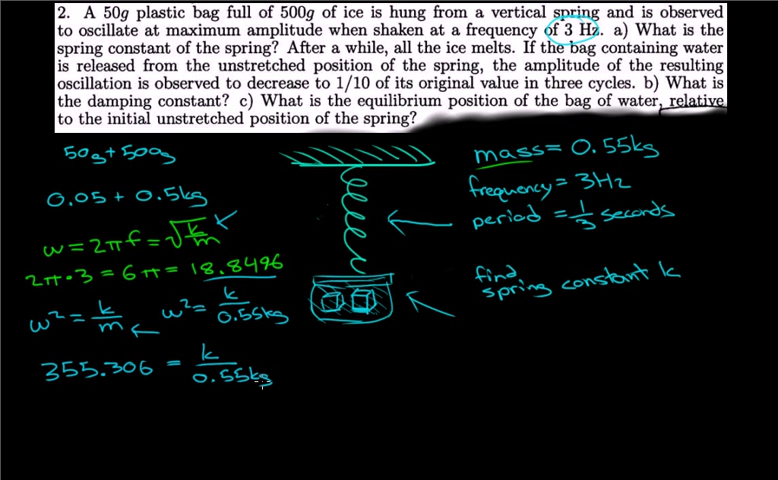 2. A 50g plastic bag full of 500g of ice is hung from a vertical spring and is observed
to oscillate at maximum amplitude when shaken at a frequency of 3 Hz. a) What is the
spring constant of the spring? After a while, all the ice melts. If the bag containing water
is released from the unstretched position of the spring, the amplitude of the resulting
oscillation is observed to decrease to 1/10 of its original value in three cycles. b) What is
the damping constant? c) What is the equilibrium position of the bag of water, relative
to the initial unstretched position of the spring?
50g + 500g
0.05 + 0.5kg
w = 2πf = √k/m
2π·3 = 6π = 18.8496
w² = k/m
w² = k/0.55kg
355.306 = k/0.55kg
mass = 0.55kg
frequency = 3Hz
period = 1/3 seconds
find
spring constant k